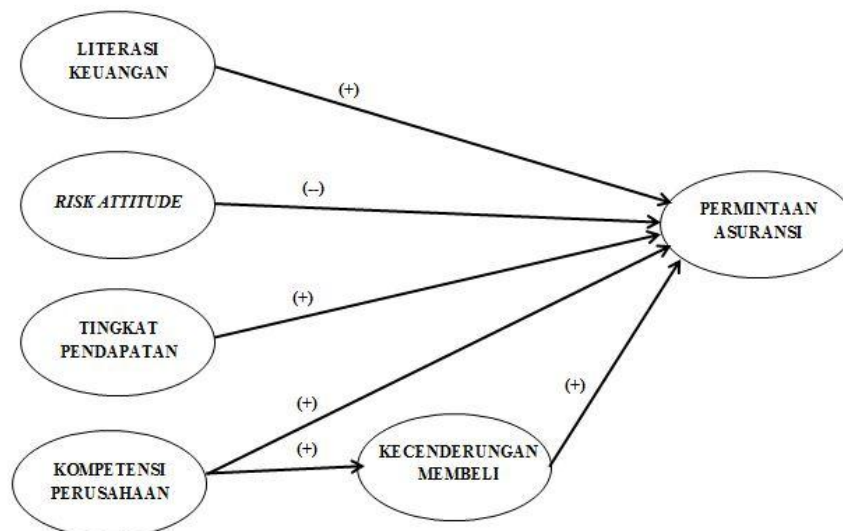 LITERASI
KEUANGAN
(+)
RISK ATTITUDE
(--)
PERMINTAAN
ASURANSI
(+)
TINGKAT
PENDAPATAN
(+)
(+)
(+)
KECENDERUNGAN
MEMBELI
KOMPETENSI
PERUSAHAAN